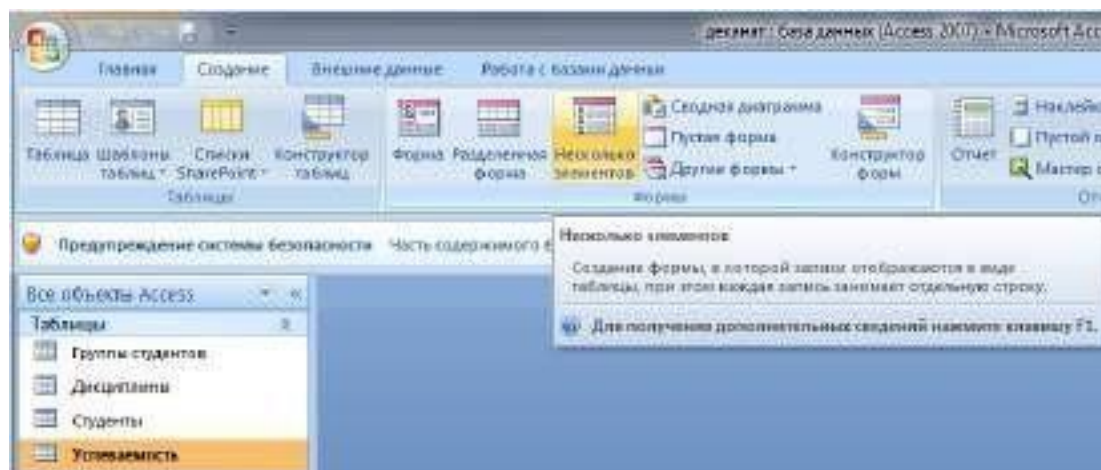 деканат : база данных (Access 2007) - Microsoft Acc
Главная Создание Внешние данные Работа с базами данных
Таблица Шаблоны таблиц Списки SharePoint Конструктор таблиц
Таблицы
Форма Разделенная форма Несколько элементов
Сводная диаграмма
Пустая форма
Другие формы
Конструктор форм
Формы
Отчет
Наклейк
Пустой о
Мастер о
От
Предупреждение системы безопасности Часть содержимого б
Несколько элементов
Создание формы, в которой записи отображаются в виде
таблицы, при этом каждая запись занимает отдельную строку.
Для получения дополнительных сведений нажмите клавишу F1.
Все объекты Access
Таблицы
Группы студентов
Дисциплины
Студенты
Успеваемость